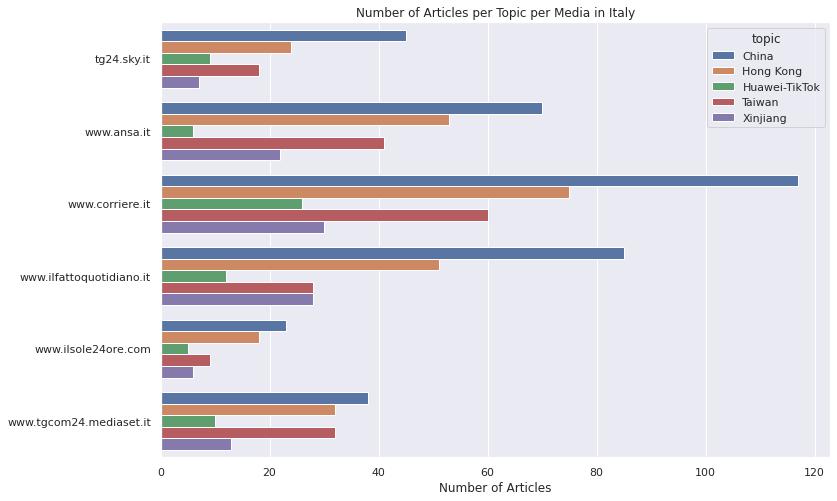 Number of Articles per Topic per Media in Italy
topic
China
Hong Kong
Huawei-TikTok
Taiwan
Xinjiang
tg24.sky.it
www.ansa.it
www.corriere.it
www.ilfattoquotidiano.it
www.ilsole24ore.com
www.tgcom24.mediaset.it
0 20 40 60 80 100 120
Number of Articles